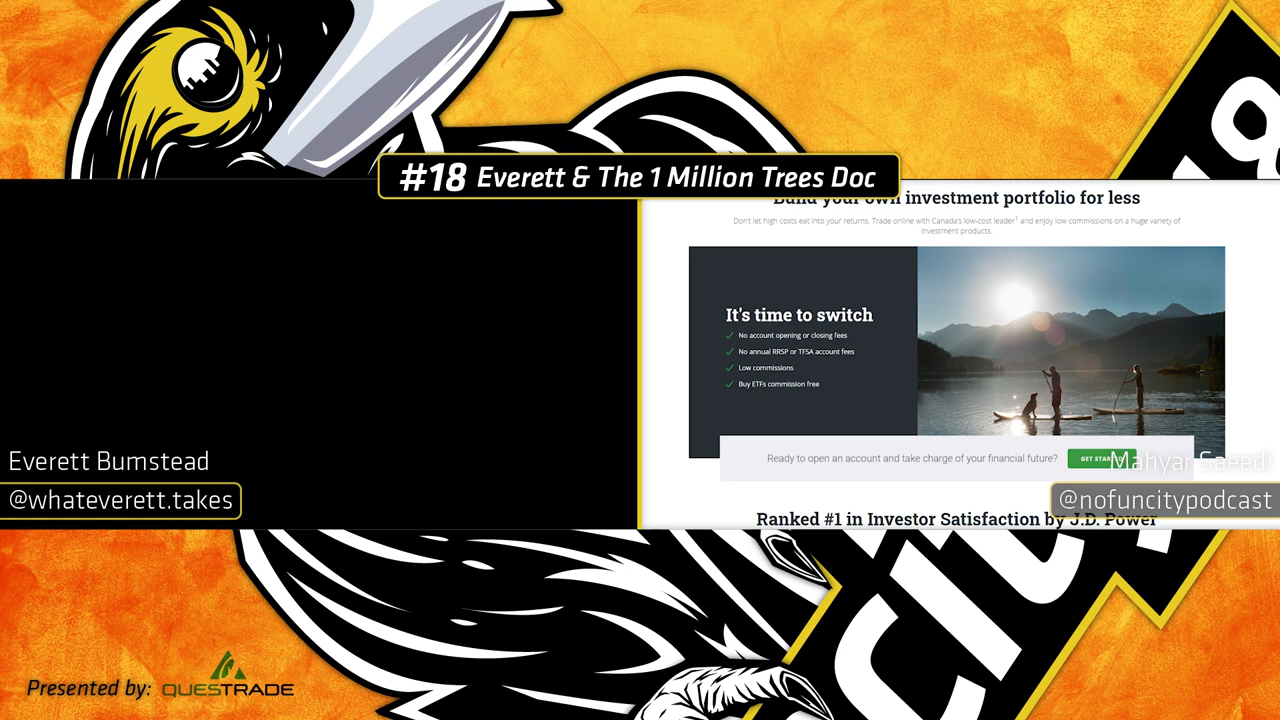 #18 Everett & The 1 Million Trees Doc
Build your own investment portfolio for less
Don't let high costs eat into your returns. Trade online with Canada's low-cost leader1 and enjoy low commissions on a huge variety of
investment products.
It's time to switch
No account opening or closing fees
No annual RRSP or TFSA account fees
Low commissions
Buy ETFs commission free
Ready to open an account and take charge of your financial future?
GET STARTED
Everett Bumstead
@whateverett.takes
Mahyar Saeedi
@nofuncitypodcast
Ranked #1 in Investor Satisfaction by J.D. Power
Presented by: QUESTRADE